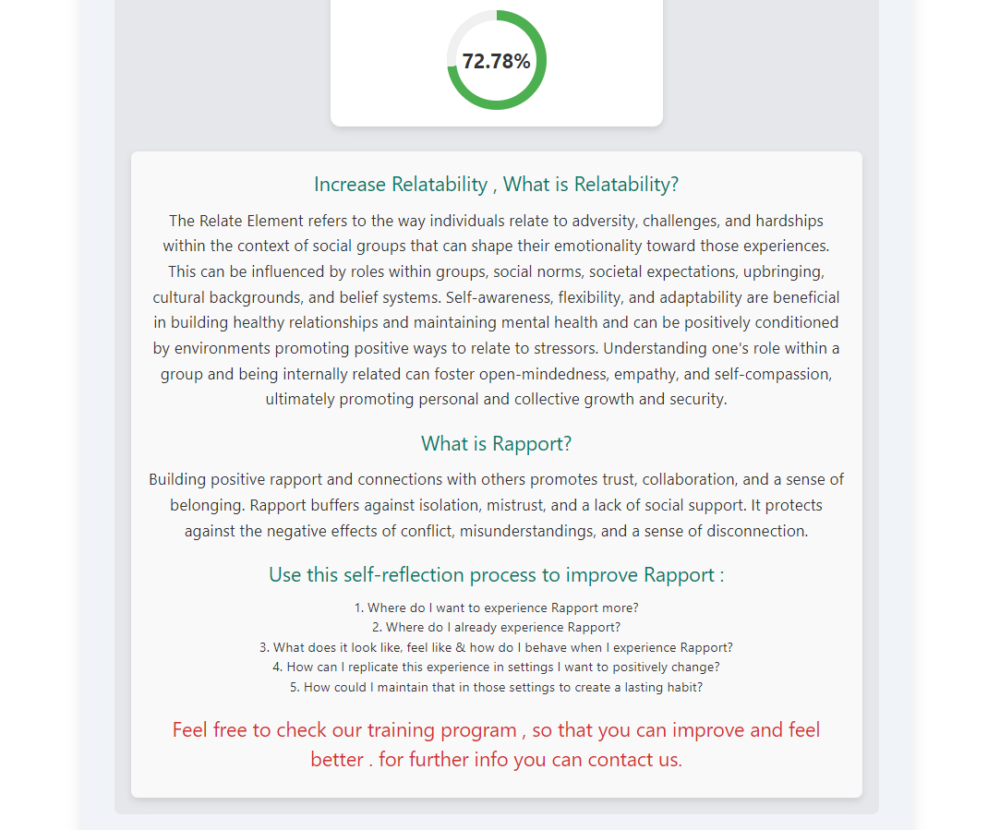 72.78%
Increase Relatability , What is Relatability?
The Relate Element refers to the way individuals relate to adversity, challenges, and hardships
within the context of social groups that can shape their emotionality toward those experiences.
This can be influenced by roles within groups, social norms, societal expectations, upbringing,
cultural backgrounds, and belief systems. Self-awareness, flexibility, and adaptability are beneficial
in building healthy relationships and maintaining mental health and can be positively conditioned
by environments promoting positive ways to relate to stressors. Understanding one's role within a
group and being internally related can foster open-mindedness, empathy, and self-compassion,
ultimately promoting personal and collective growth and security.
What is Rapport?
Building positive rapport and connections with others promotes trust, collaboration, and a sense of
belonging. Rapport buffers against isolation, mistrust, and a lack of social support. It protects
against the negative effects of conflict, misunderstandings, and a sense of disconnection.
Use this self-reflection process to improve Rapport :
1. Where do I want to experience Rapport more?
2. Where do I already experience Rapport?
3. What does it look like, feel like & how do I behave when I experience Rapport?
4. How can I replicate this experience in settings I want to positively change?
5. How could I maintain that in those settings to create a lasting habit?
Feel free to check our training program , so that you can improve and feel
better . for further info you can contact us.